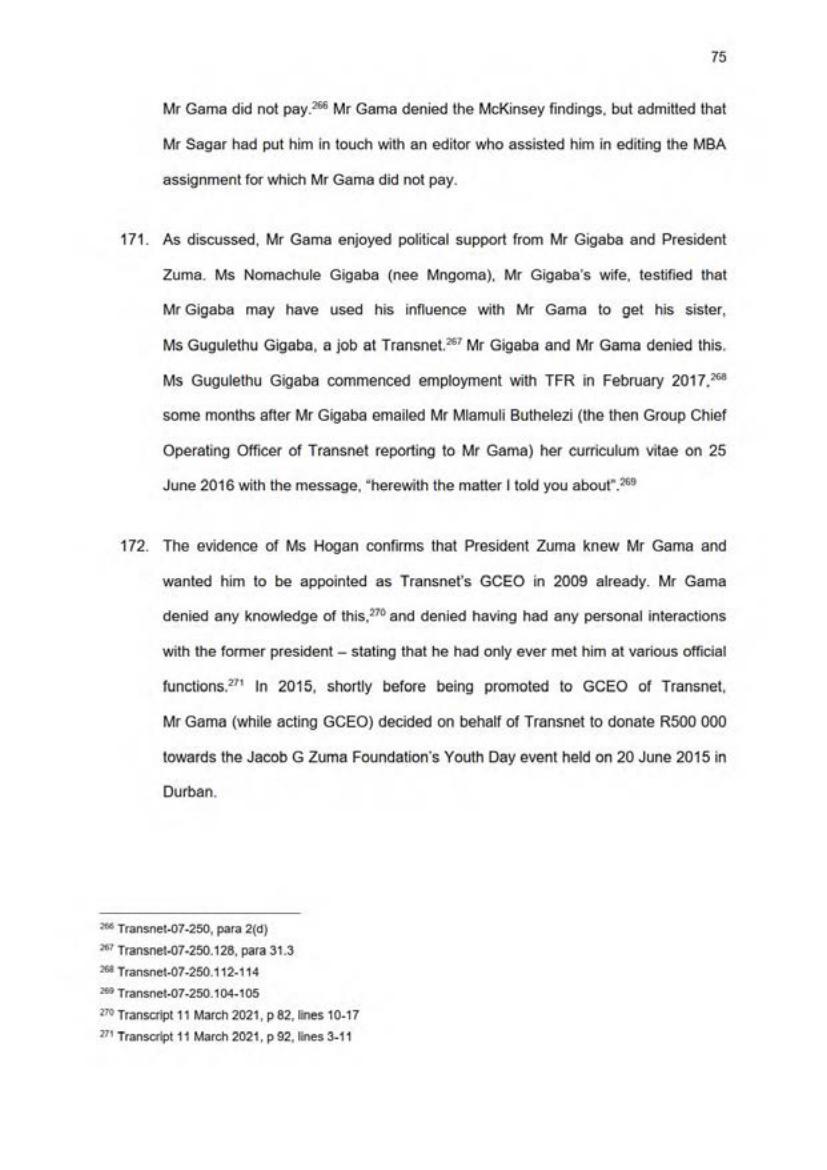 75
Mr Gama did not pay.266 Mr Gama denied the McKinsey findings, but admitted that
Mr Sagar had put him in touch with an editor who assisted him in editing the MBA
assignment for which Mr Gama did not pay.
171. As discussed, Mr Gama enjoyed political support from Mr Gigaba and President
Zuma. Ms Nomachule Gigaba (nee Mngoma), Mr Gigaba's wife, testified that
Mr Gigaba may have used his influence with Mr Gama to get his sister,
Ms Gugulethu Gigaba, a job at Transnet.267 Mr Gigaba and Mr Gama denied this.
Ms Gugulethu Gigaba commenced employment with TFR in February 2017,268
some months after Mr Gigaba emailed Mr Mlamuli Buthelezi (the then Group Chief
Operating Officer of Transnet reporting to Mr Gama) her curriculum vitae on 25
June 2016 with the message, "herewith the matter I told you about".269
172. The evidence of Ms Hogan confirms that President Zuma knew Mr Gama and
wanted him to be appointed as Transnet's GCEO in 2009 already. Mr Gama
denied any knowledge of this,270 and denied having had any personal interactions
with the former president – stating that he had only ever met him at various official
functions.271 In 2015, shortly before being promoted to GCEO of Transnet,
Mr Gama (while acting GCEO) decided on behalf of Transnet to donate R500 000
towards the Jacob G Zuma Foundation's Youth Day event held on 20 June 2015 in
Durban.
266 Transnet-07-250, para 2(d)
267 Transnet-07-250.128, para 31.3
268 Transnet-07-250.112-114
269 Transnet-07-250.104-105
270 Transcript 11 March 2021, p 82, lines 10-17
271 Transcript 11 March 2021, p 92, lines 3-11